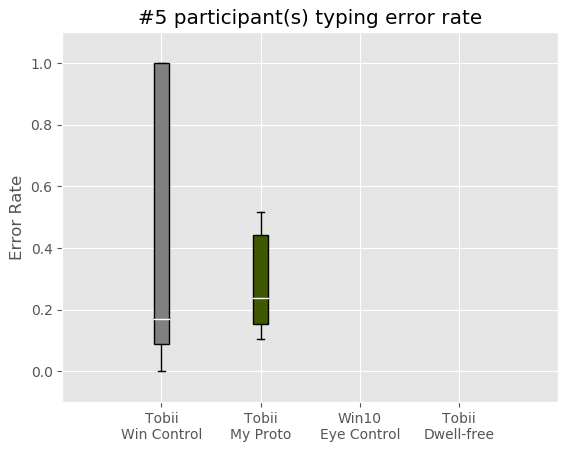 #5 participant(s) typing error rate
1.0
0.8
0.6
0.4
0.2
0.0
Error Rate
Tobii Tobii Win10 Tobii
Win Control My Proto Eye Control Dwell-free